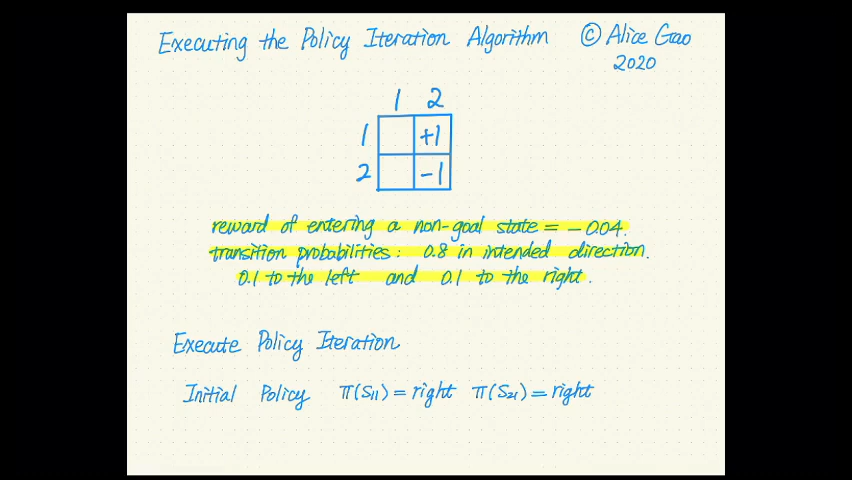 Executing the Policy Iteration Algorithm © Alice Gao
2020
1 2
1 +1
2 -1
reward of entering a non-goal state = -0.04.
transition probabilities: 0.8 in intended direction.
0.1 to the left and 0.1 to the right.
Execute Policy Iteration
Initial Policy π(S11) = right π(S21) = right